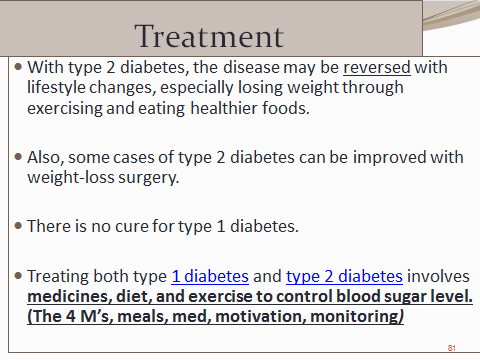 Treatment
• With type 2 diabetes, the disease may be reversed with
lifestyle changes, especially losing weight through
exercising and eating healthier foods.
• Also, some cases of type 2 diabetes can be improved with
weight-loss surgery.
• There is no cure for type 1 diabetes.
• Treating both type 1 diabetes and type 2 diabetes involves
medicines, diet, and exercise to control blood sugar level.
(The 4 M’s, meals, med, motivation, monitoring)
81